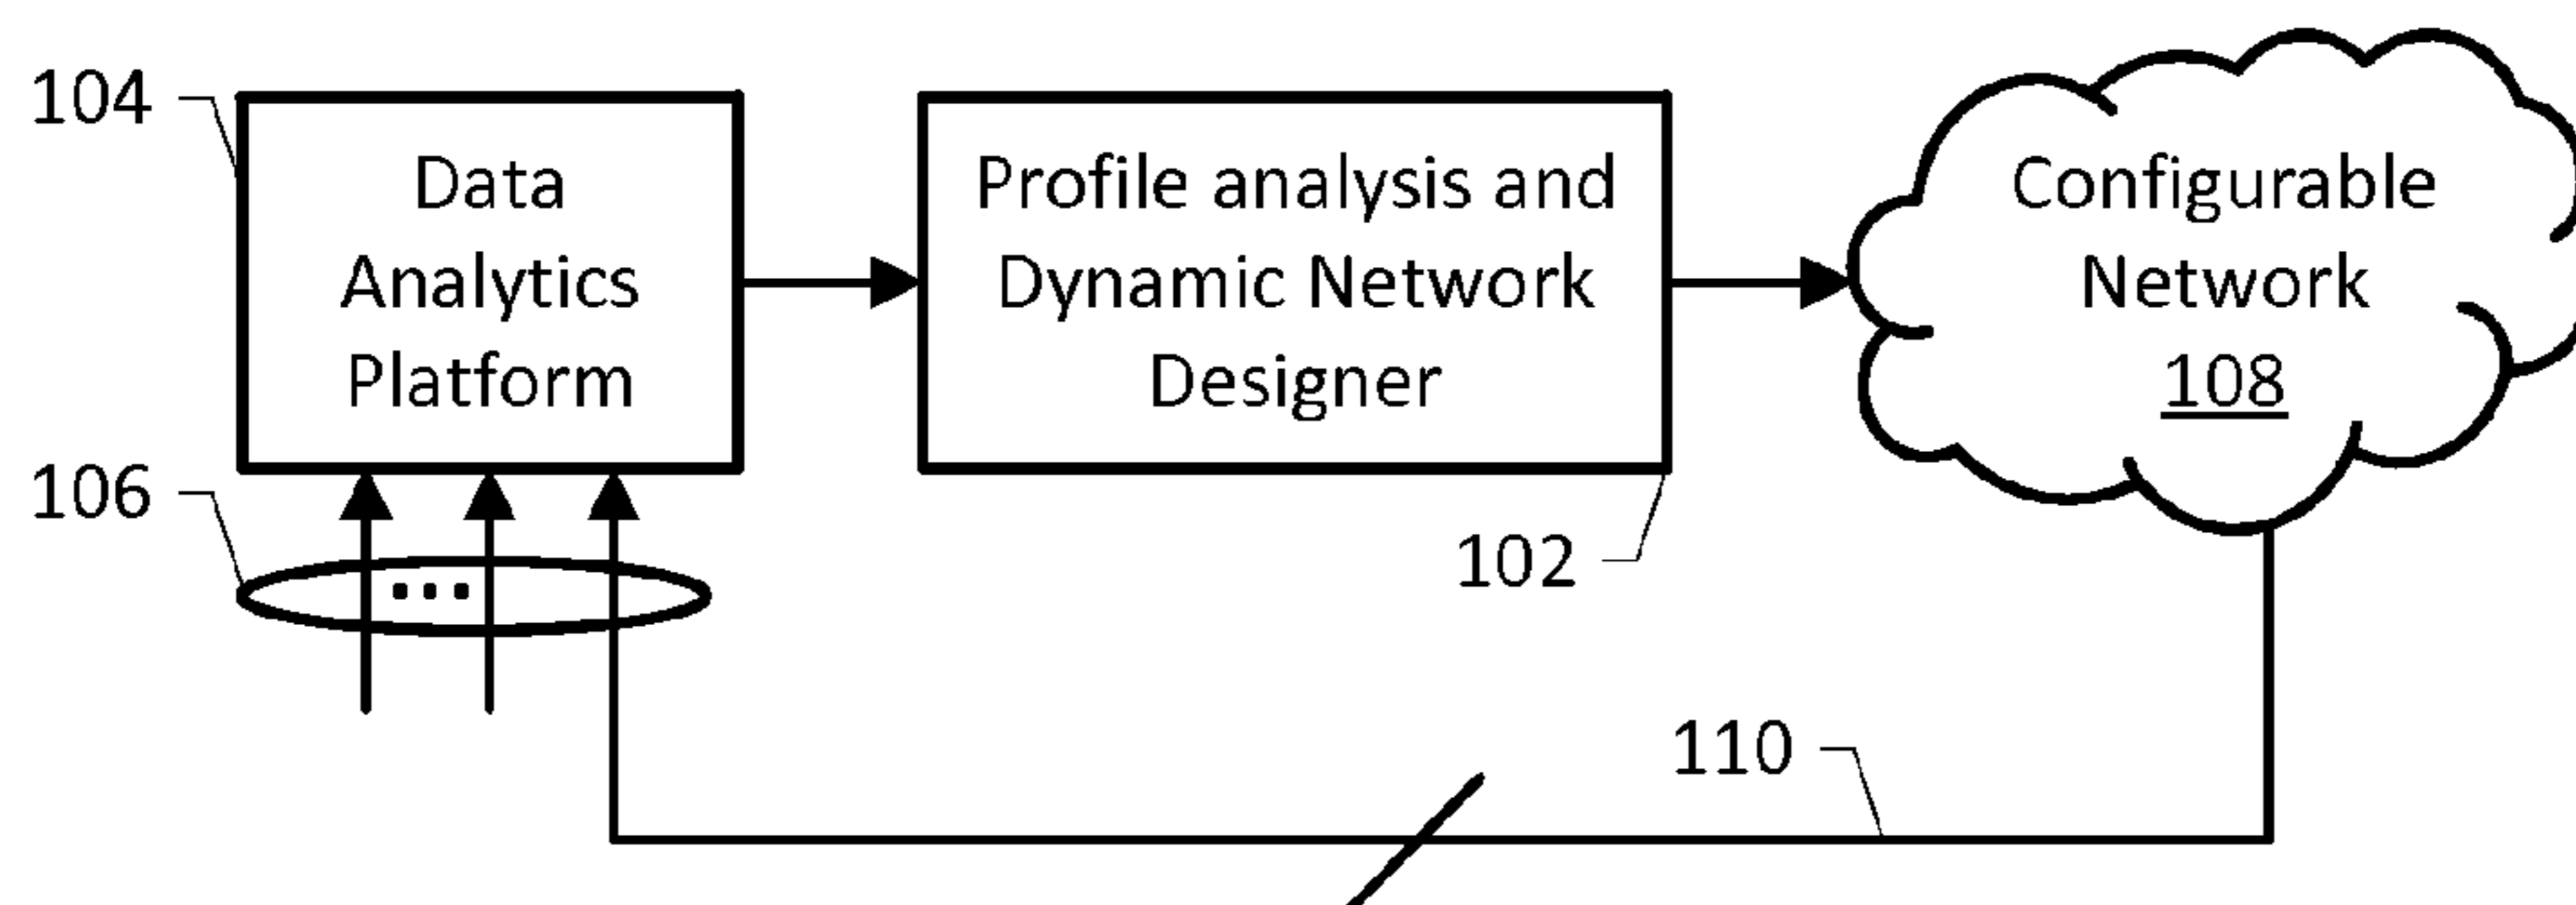 104
Data
Analytics
Platform
Profile analysis and
Dynamic Network
Designer
Configurable
Network
108
106
...
102
110